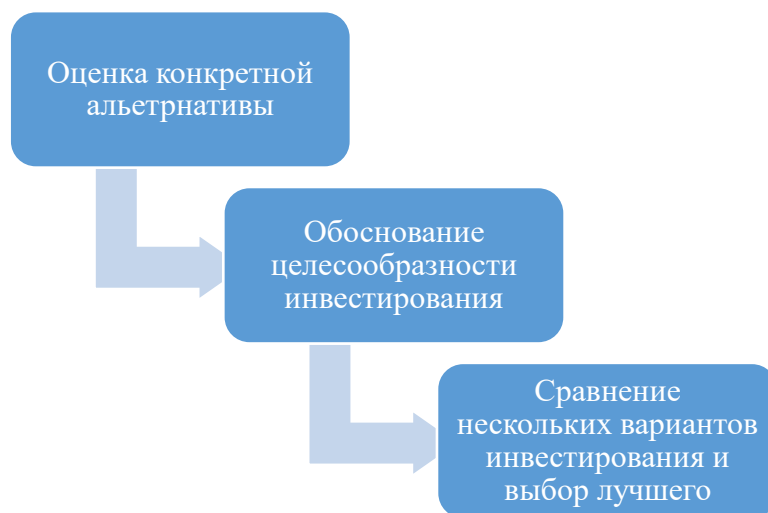 Оценка конкретной
альетрнативы
Обоснование
целесообразности
инвестирования
Сравнение
нескольких вариантов
инвестирования и
выбор лучшего